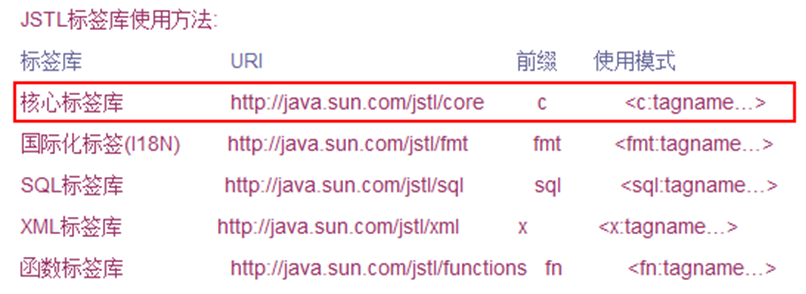 JSTL标签库使用方法:
标签库 URI 前缀 使用模式
核心标签库 http://java.sun.com/jstl/core c <c:tagname...>
国际化标签(I18N) http://java.sun.com/jstl/fmt fmt <fmt:tagname...>
SQL标签库 http://java.sun.com/jstl/sql sql <sql:tagname...>
XML标签库 http://java.sun.com/jstl/xml x <x:tagname...>
函数标签库 http://java.sun.com/jstl/functions fn <fn:tagname...>